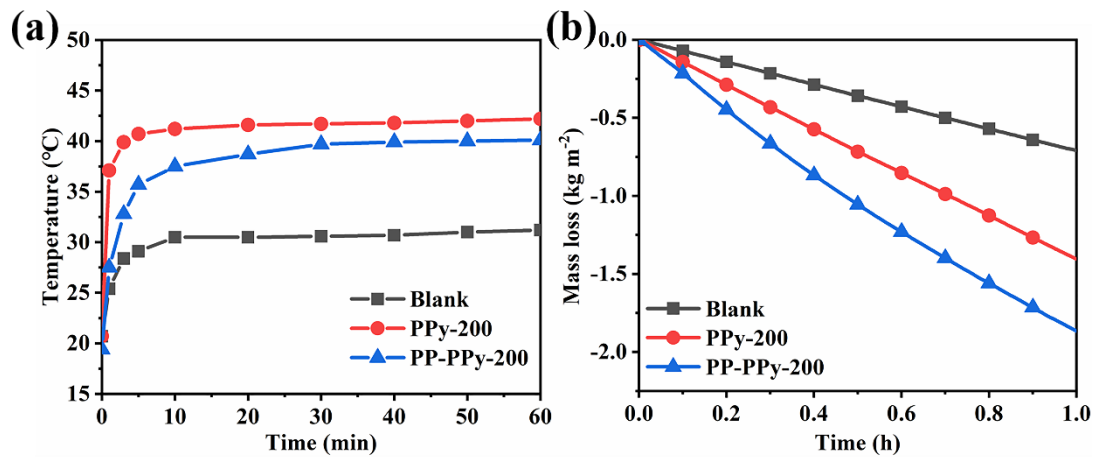 (a)
50
45
40
35
30
25
20
15
Temperature (°C)
Blank
PPy-200
PP-PPy-200
0
10
20
30
40
50
60
Time (min)
(b)
0.0
-0.5
-1.0
-1.5
-2.0
Mass loss (kg m⁻²)
Blank
PPy-200
PP-PPy-200
0.0
0.2
0.4
0.6
0.8
1.0
Time (h)